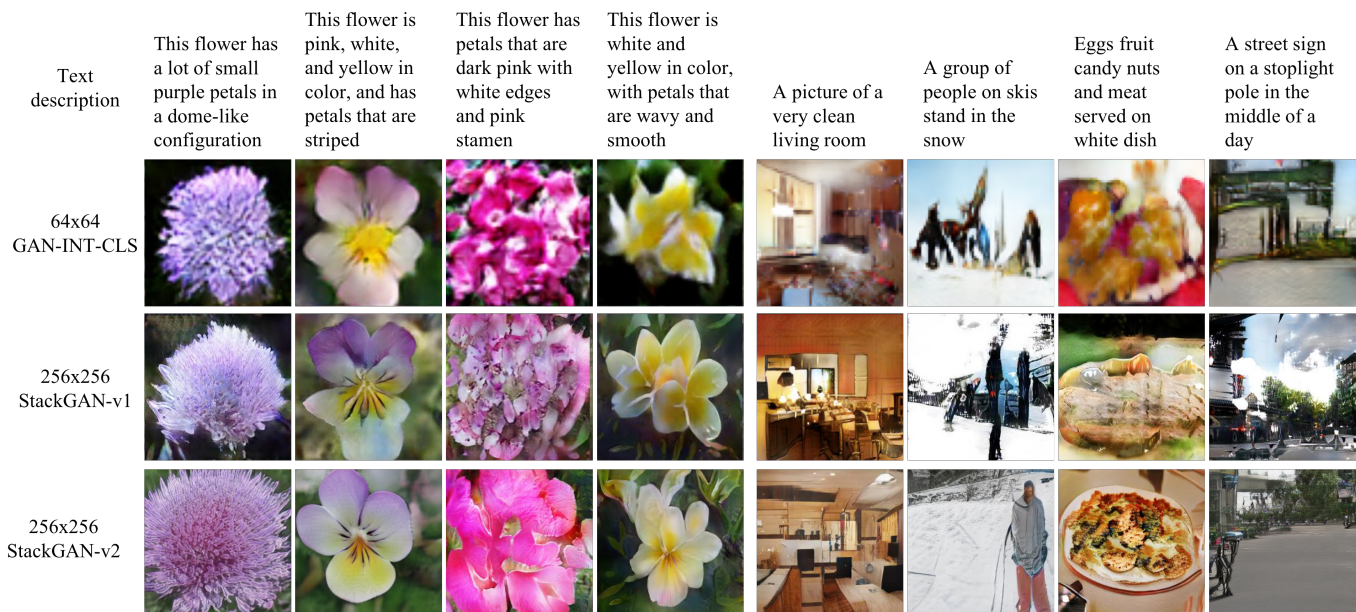 Text
description
This flower has
a lot of small
purple petals in
a dome-like
configuration
This flower is
pink, white,
and yellow in
color, and has
petals that are
striped
This flower has
petals that are
dark pink with
white edges
and pink
stamen
This flower is
white and
yellow in color,
with petals that
are wavy and
smooth
A picture of a
very clean
living room
A group of
people on skis
stand in the
snow
Eggs fruit
candy nuts
and meat
served on
white dish
A street sign
on a stoplight
pole in the
middle of a
day
64x64
GAN-INT-CLS
256x256
StackGAN-v1
256x256
StackGAN-v2